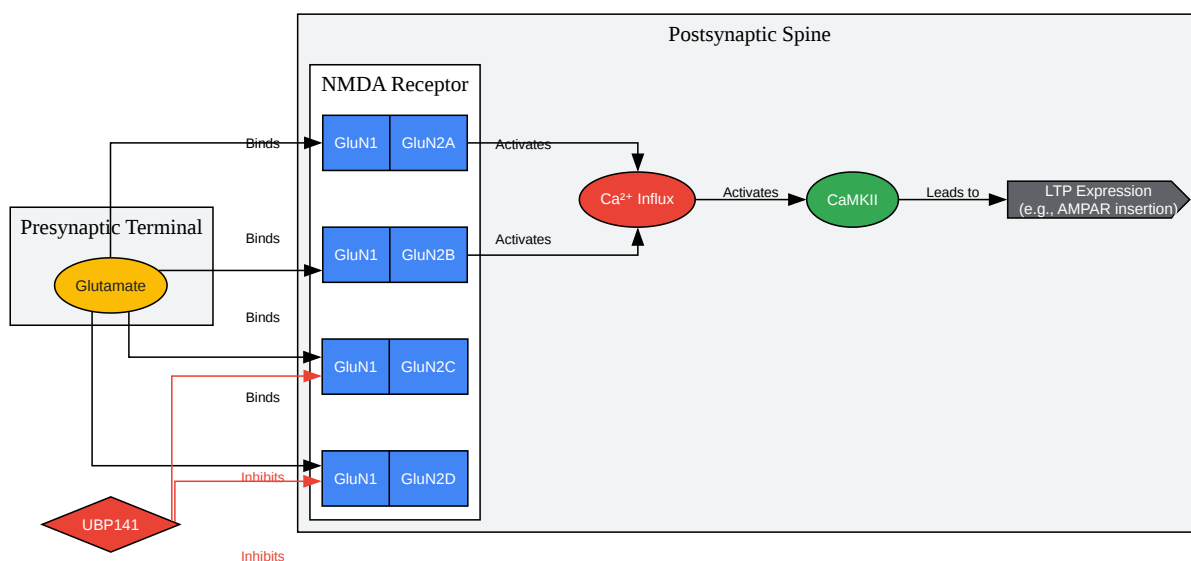 Postsynaptic Spine
NMDA Receptor
Binds
GluN1 GluN2A
Activates
Ca²⁺ Influx
Activates
CaMKII
Leads to
LTP Expression
(e.g., AMPAR insertion)
Presynaptic Terminal
Glutamate
Binds
GluN1 GluN2B
Activates
Binds
GluN1 GluN2C
Binds
GluN1 GluN2D
Inhibits
UBP141
Inhibits